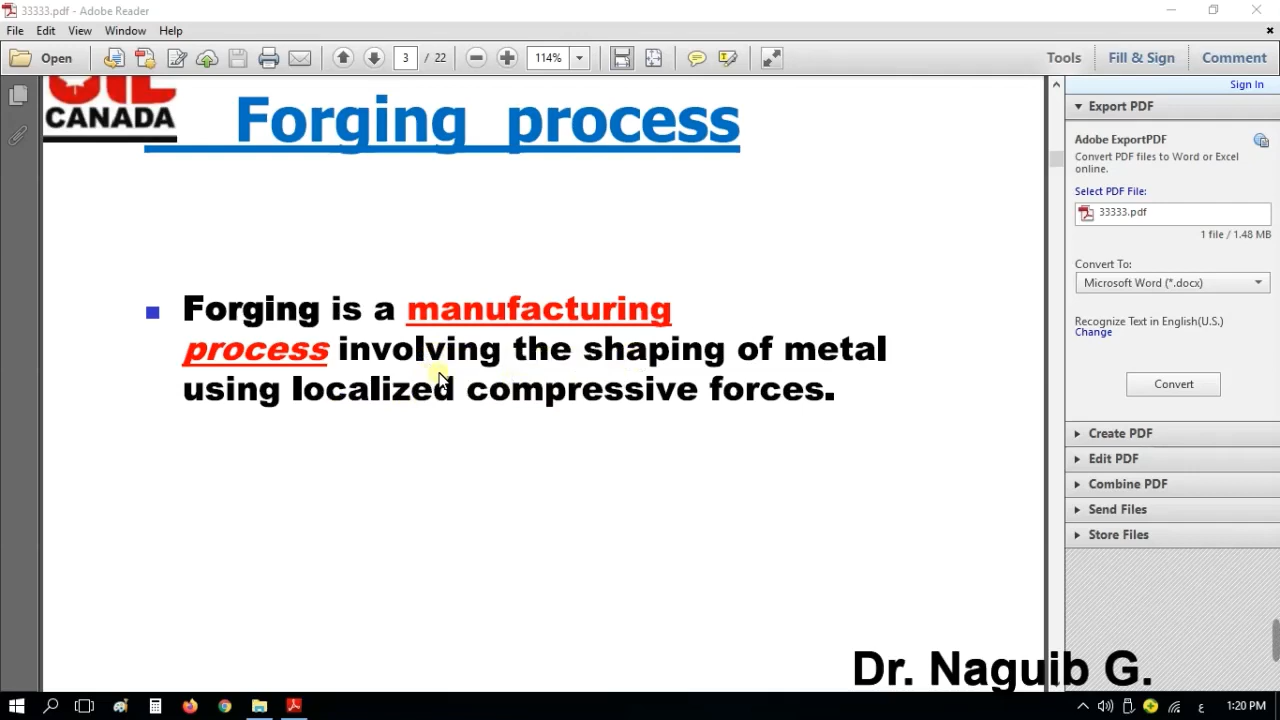 33333.pdf - Adobe Reader
File Edit View Window Help
Open 3 / 22 114% Tools Fill & Sign Comment
Sign In
CANADA
Forging process
Export PDF
Adobe ExportPDF
Convert PDF files to Word or Excel
online.
Select PDF File:
33333.pdf
1 file / 1.48 MB
Convert To:
Microsoft Word (*.docx)
Recognize Text in English(U.S.)
Change
Convert
Create PDF
Edit PDF
Combine PDF
Send Files
Store Files
Forging is a manufacturing
process involving the shaping of metal
using localized compressive forces.
Dr. Naguib G.
ع 1:20 PM